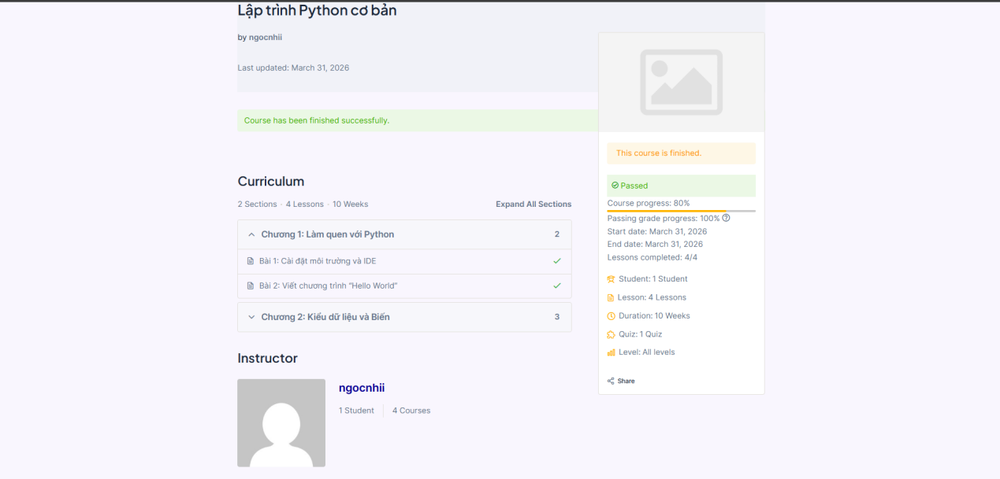 Lập trình Python cơ bản
by ngocnhii
Last updated: March 31, 2026
Course has been finished successfully.
Curriculum
2 Sections · 4 Lessons · 10 Weeks
Expand All Sections
Chương 1: Làm quen với Python 2
Bài 1: Cài đặt môi trường và IDE
Bài 2: Viết chương trình “Hello World”
Chương 2: Kiểu dữ liệu và Biến 3
Instructor
ngocnhii
1 Student
4 Courses
This course is finished.
Passed
Course progress: 80%
Passing grade progress: 100%
Start date: March 31, 2026
End date: March 31, 2026
Lessons completed: 4/4
Student: 1 Student
Lesson: 4 Lessons
Duration: 10 Weeks
Quiz: 1 Quiz
Level: All levels
Share